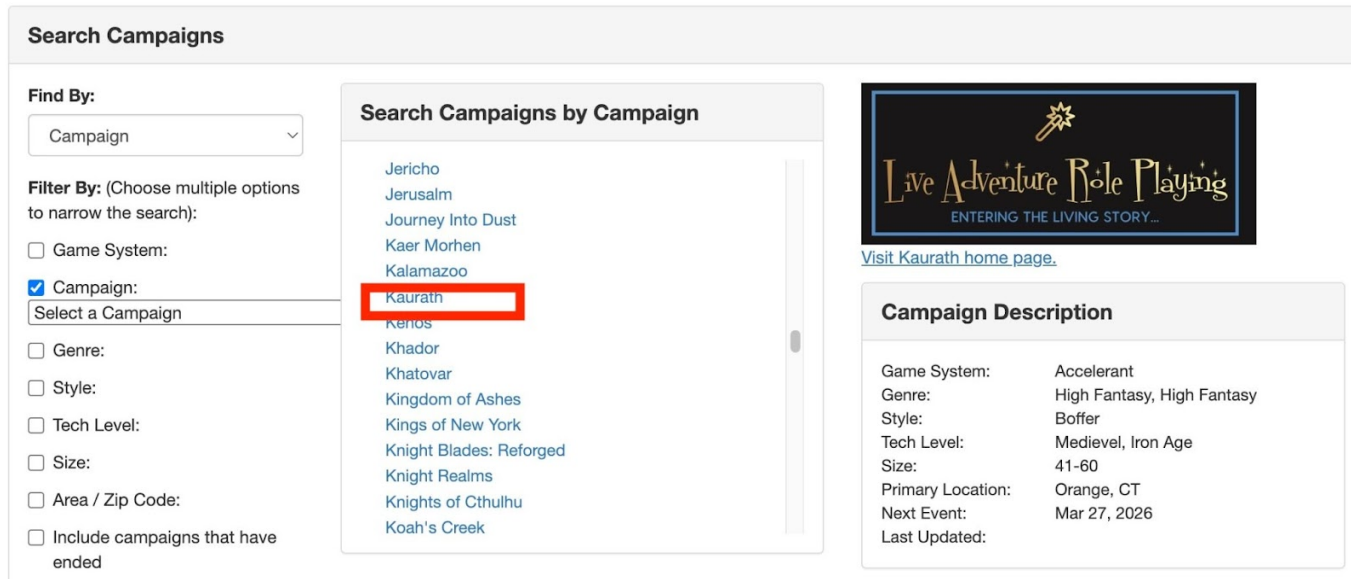 Search Campaigns
Find By:
Campaign
Filter By: (Choose multiple options
to narrow the search):
Game System:
Campaign:
Select a Campaign
Genre:
Style:
Tech Level:
Size:
Area / Zip Code:
Include campaigns that have
ended
Search Campaigns by Campaign
Jericho
Jerusalm
Journey Into Dust
Kaer Morhen
Kalamazoo
Kaurath
Kenos
Khador
Khatovar
Kingdom of Ashes
Kings of New York
Knight Blades: Reforged
Knight Realms
Knights of Cthulhu
Koah's Creek
Live Adventure Role Playing
ENTERING THE LIVING STORY...
Visit Kaurath home page.
Campaign Description
Game System: Accelerant
Genre: High Fantasy, High Fantasy
Style: Boffer
Tech Level: Medievel, Iron Age
Size: 41-60
Primary Location: Orange, CT
Next Event: Mar 27, 2026
Last Updated: